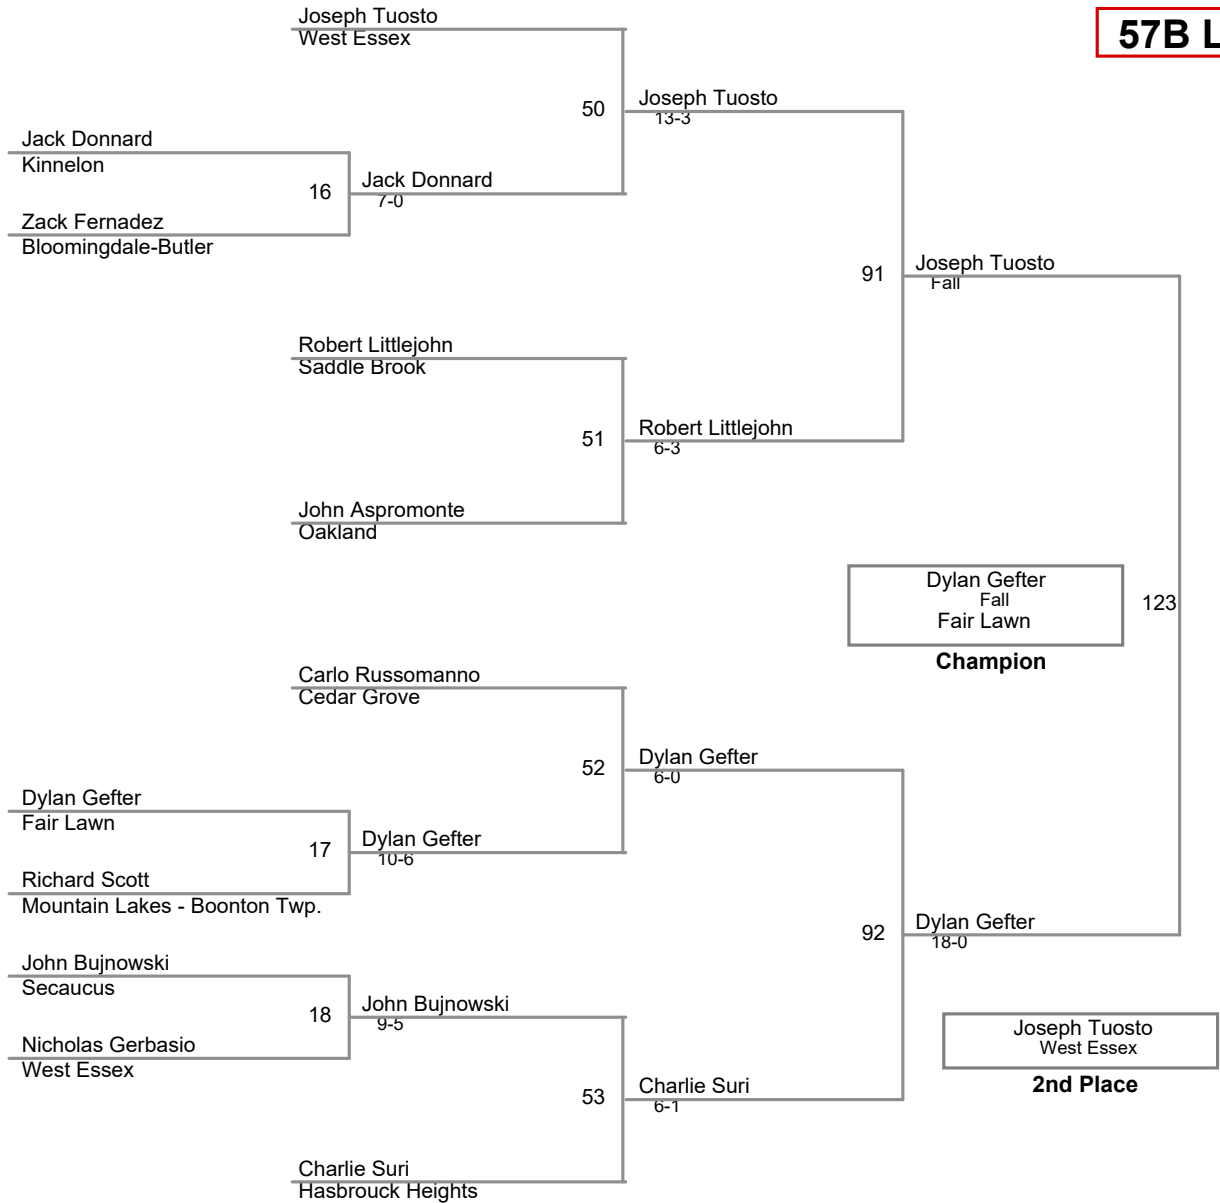 Joseph Tuosto
West Essex
57B L
50
Joseph Tuosto
13-3
Jack Donnard
Kinnelon
16
Jack Donnard
7-0
Zack Fernadez
Bloomingdale-Butler
91
Joseph Tuosto
Fall
Robert Littlejohn
Saddle Brook
51
Robert Littlejohn
6-3
John Aspromonte
Oakland
Dylan Gefter
Fall
Fair Lawn
123
Champion
Carlo Russomanno
Cedar Grove
52
Dylan Gefter
6-0
Dylan Gefter
Fair Lawn
17
Dylan Gefter
10-6
Richard Scott
Mountain Lakes - Boonton Twp.
92
Dylan Gefter
18-0
John Bujnowski
Secaucus
18
John Bujnowski
9-5
Nicholas Gerbasio
West Essex
Joseph Tuosto
West Essex
2nd Place
53
Charlie Suri
6-1
Charlie Suri
Hasbrouck Heights